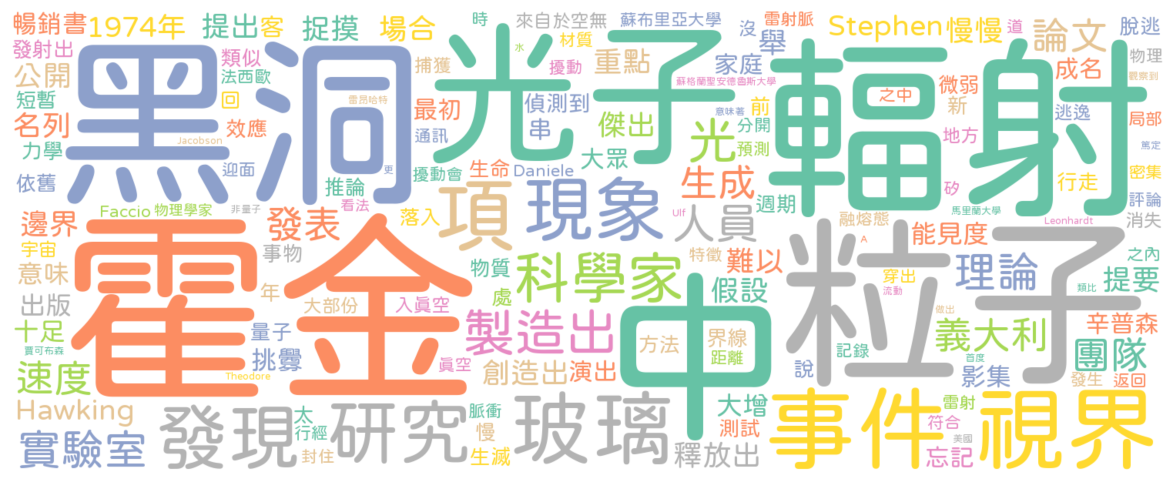 暢銷書 1974年 提出 客 捉摸 場合 時 來自於空無 蘇布里亞大學 雷射脈 Stephen 慢慢 道 論文 脫逃
發射出 類似 材質 沒 舉 物理
公開 法西歐 捕獲 擾動 重點 家庭 蘇格蘭聖安德魯斯大學 微弱 成名 觀察到
黑洞 光子 輻射
短暫 回 雷昂哈特 最初 偵測到 意味著 前 之中 新 逃逸 局部
名列 效應 Jacobson 通訊 串 傑出 光 分開 預測 地方 篤定
力學 迎面 更 擾動會 生命 Daniele 大眾 矽 行走 密集
依舊 推論 看法 項 現象 生成 週期 馬里蘭大學 評論
Faccio 物理學家 非量子 落入 Ulf 人員 融熔態 Leonhardt 消失
邊界 發表 特徵 難以 A 能見度 之內
宇宙 事物 物質 科學家 穿出 理論 提要
意味 霍金 中 粒子
年 大部份 入真空 處 假設 流動 類比
出版 量子 製造出 界線 做出 義大利 辛普森
十足 挑釁 方法 距離 記錄 首度 團隊
賈可布森 真空 創造出 演出 說 影集 發生 返回
速度 Theodore
Hawking 太 脈衝 大增 雷射
實驗室 發現 行經 研究 慢 玻璃 測試 事件視界
封住 生滅 釋放出 符合 美國 忘記
水